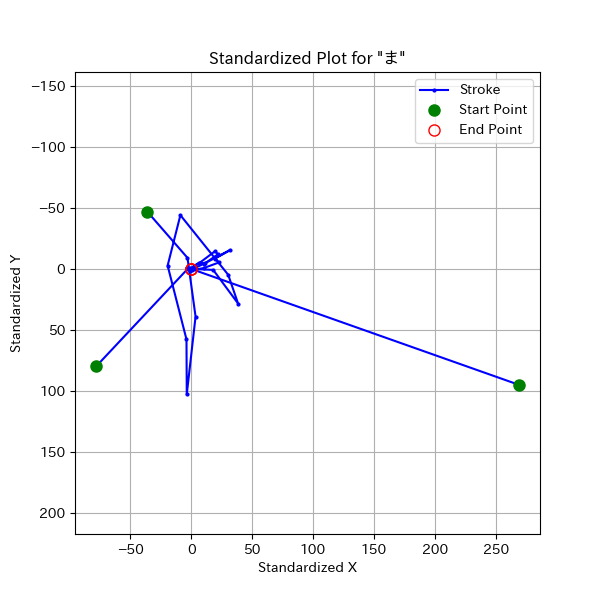 Standardized Plot for "ま"
Stroke
Start Point
End Point
−150
−100
−50
0
50
100
150
200
Standardized Y
−50 0 50 100 150 200 250
Standardized X